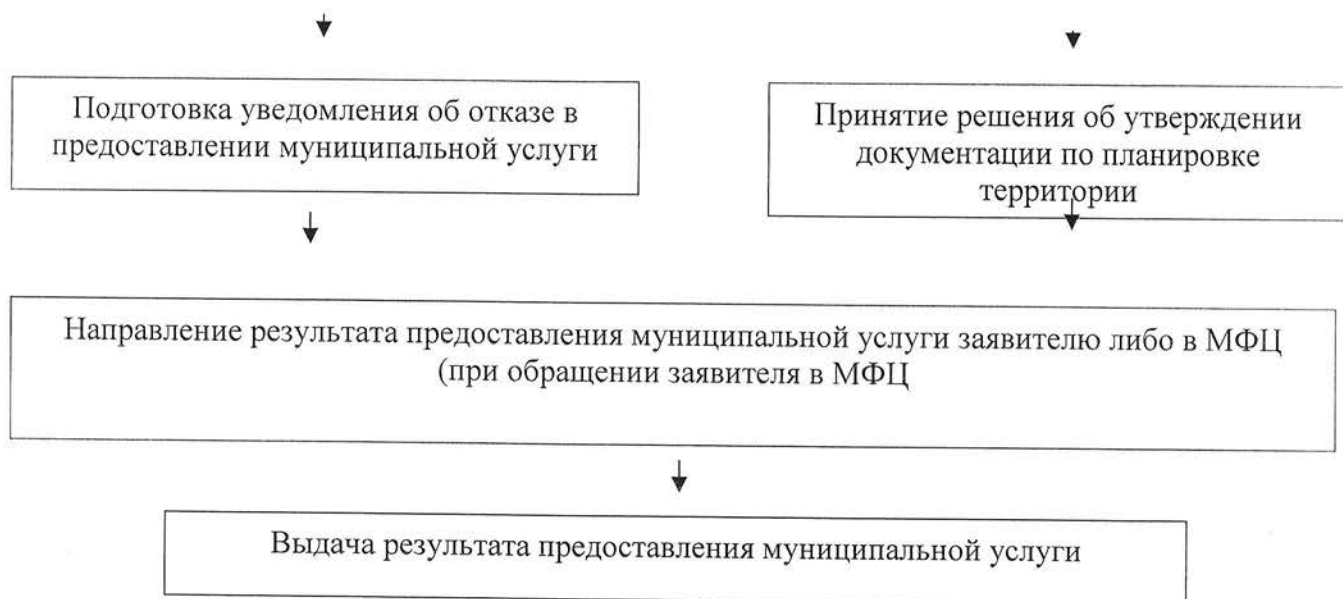 Подготовка уведомления об отказе в
предоставлении муниципальной услуги
Принятие решения об утверждении
документации по планировке
территории
Направление результата предоставления муниципальной услуги заявителю либо в МФЦ
(при обращении заявителя в МФЦ
Выдача результата предоставления муниципальной услуги